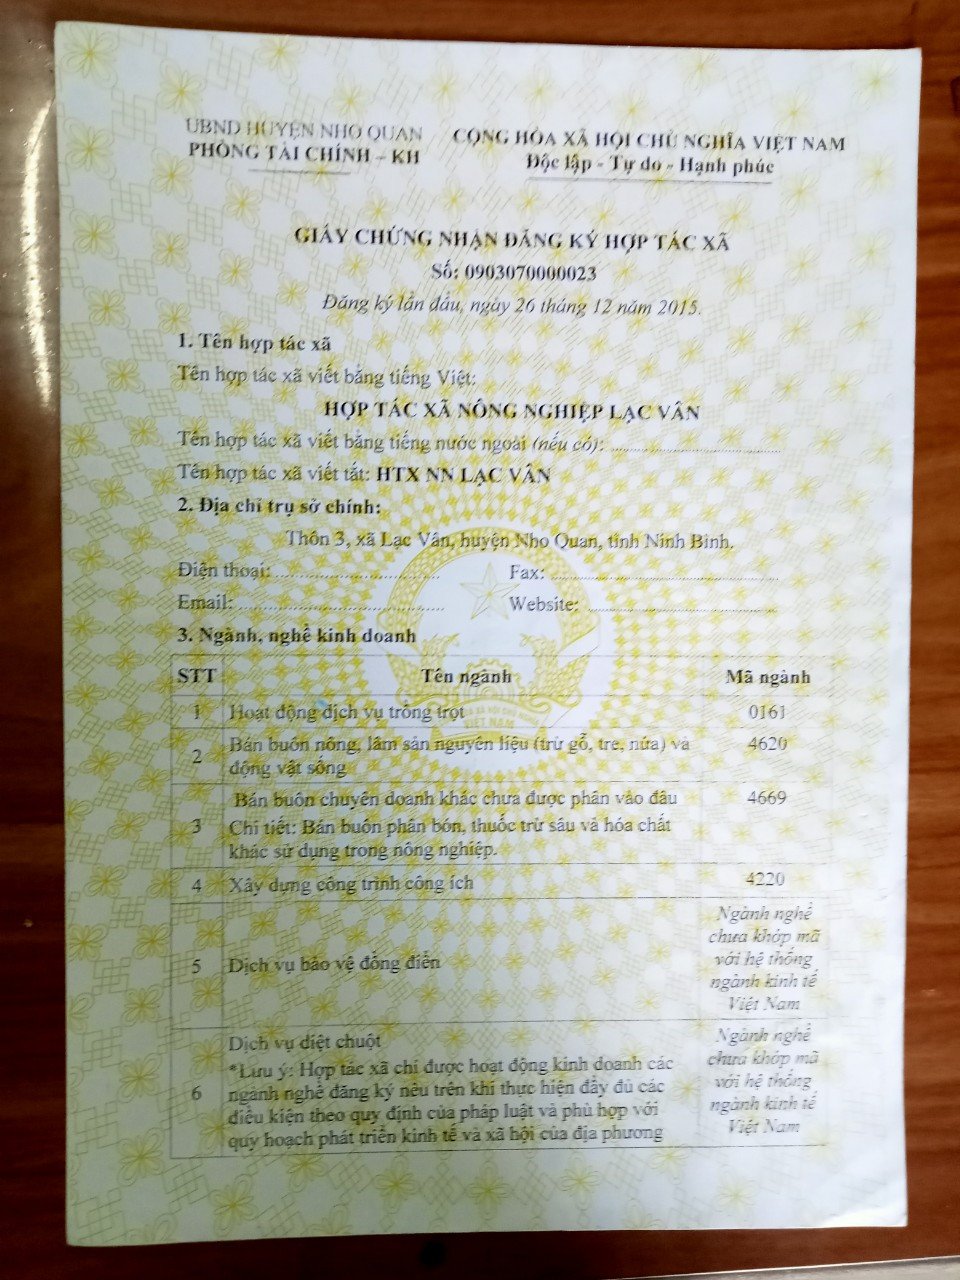 UBND HUYỆN NHO QUAN
PHÒNG TÀI CHÍNH - KH
CỘNG HÒA XÃ HỘI CHỦ NGHĨA VIỆT NAM
Độc lập - Tự do - Hạnh phúc
GIẤY CHỨNG NHẬN ĐĂNG KÝ HỢP TÁC XÃ
Số: 0903070000023
Đăng ký lần đầu, ngày 26 tháng 12 năm 2015.
1. Tên hợp tác xã
Tên hợp tác xã viết bằng tiếng Việt:
HỢP TÁC XÃ NÔNG NGHIỆP LẠC VÂN
Tên hợp tác xã viết bằng tiếng nước ngoài (nếu có):
Tên hợp tác xã viết tắt: HTX NN LẠC VÂN
2. Địa chỉ trụ sở chính:
Thôn 3, xã Lạc Vân, huyện Nho Quan, tỉnh Ninh Bình.
Điện thoại: Fax:
Email: Website:
3. Ngành, nghề kinh doanh
STT Tên ngành Mã ngành
1 Hoạt động dịch vụ trồng trọt 0161
2 Bán buôn nông, lâm sản nguyên liệu (trừ gỗ, tre, nứa) và 4620
động vật sống
Bán buôn chuyên doanh khác chưa được phân vào đâu 4669
3 Chi tiết: Bán buôn phân bón, thuốc trừ sâu và hóa chất
khác sử dụng trong nông nghiệp.
4 Xây dựng công trình công ích 4220
5 Dịch vụ bảo vệ đồng điền
Ngành nghề
chưa khớp mã
với hệ thống
ngành kinh tế
Việt Nam
6 Dịch vụ diệt chuột
*Lưu ý: Hợp tác xã chỉ được hoạt động kinh doanh các
ngành nghề đăng ký nêu trên khi thực hiện đầy đủ các
điều kiện theo quy định của pháp luật và phù hợp với
quy hoạch phát triển kinh tế và xã hội của địa phương
Ngành nghề
chưa khớp mã
với hệ thống
ngành kinh tế
Việt Nam
VIỆT NAM